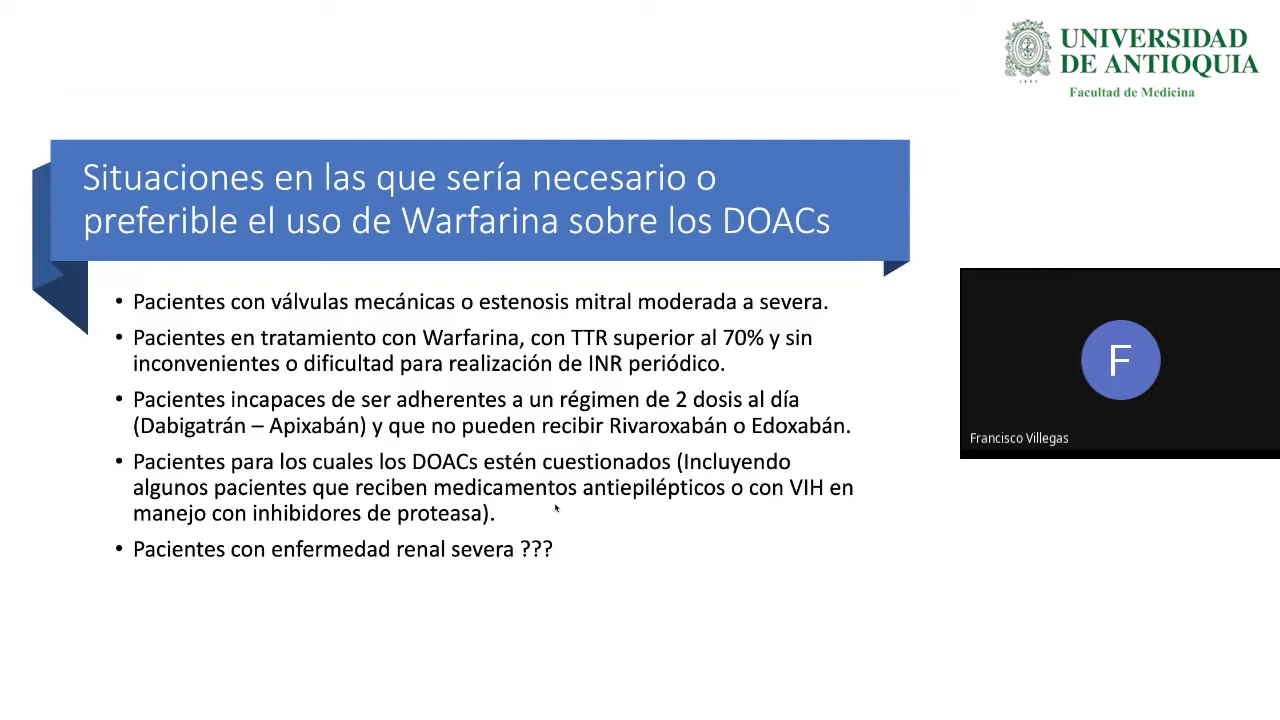 UNIVERSIDAD
DE ANTIOQUIA
Facultad de Medicina
Situaciones en las que sería necesario o
preferible el uso de Warfarina sobre los DOACs
• Pacientes con válvulas mecánicas o estenosis mitral moderada a severa.
• Pacientes en tratamiento con Warfarina, con TTR superior al 70% y sin
inconvenientes o dificultad para realización de INR periódico.
• Pacientes incapaces de ser adherentes a un régimen de 2 dosis al día
(Dabigatrán – Apixabán) y que no pueden recibir Rivaroxabán o Edoxabán.
• Pacientes para los cuales los DOACs estén cuestionados (Incluyendo
algunos pacientes que reciben medicamentos antiepilépticos o con VIH en
manejo con inhibidores de proteasa).
• Pacientes con enfermedad renal severa ???
F
Francisco Villegas